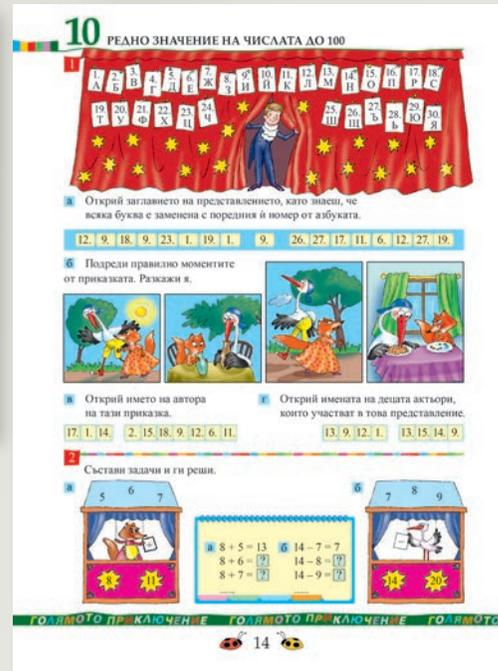 10 РЕДНО ЗНАЧЕНИЕ НА ЧИСЛАТА ДО 100
1
1. А 2. Б 3. В 4. Г 5. Д 6. Е 7. Ж 8. З 9. И 10. Й 11. К 12. Л 13. М 14. Н 15. О 16. П 17. Р 18. С
19. Т 20. У 21. Ф 22. Х 23. Ц 24. Ч 25. Ш 26. Щ 27. Ъ 28. Ь 29. Ю 30. Я
а Открий заглавието на представлението, като знаеш, че
всяка буква е заменена с поредния ѝ номер от азбуката.
12. 9. 18. 9. 23. 1. 19. 1. 9. 26. 27. 17. 11. 6. 12. 27. 19.
б Подреди правилно моментите
от приказката. Разкажи я.
в Открий името на автора
на тази приказка.
17. 1. 14. 2. 15. 18. 9. 12. 6. 11.
г Открий имената на децата актьори,
които участват в това представление.
13. 9. 12. 1. 13. 15. 14. 9.
2
Състави задачи и ги реши.
а
5 6 7
8 11
а 8 + 5 = 13
8 + 6 = ?
8 + 7 = ?
б 14 – 7 = 7
14 – 8 = ?
14 – 9 = ?
б
7 8 9
14 20
ГОЛЯМОТО ПРИКЛЮЧЕНИЕ ГОЛЯМОТО ПРИКЛЮЧЕНИЕ ГОЛЯМОТО
14